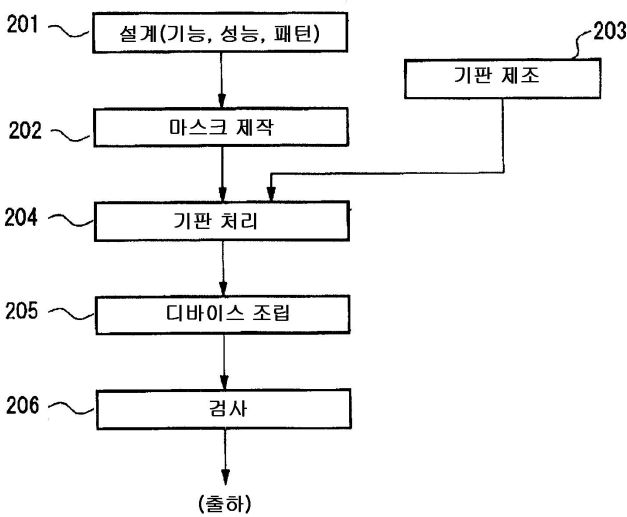 201
설계(기능, 성능, 패턴)
203
기판 제조
202
마스크 제작
204
기판 처리
205
디바이스 조립
206
검사
(출하)